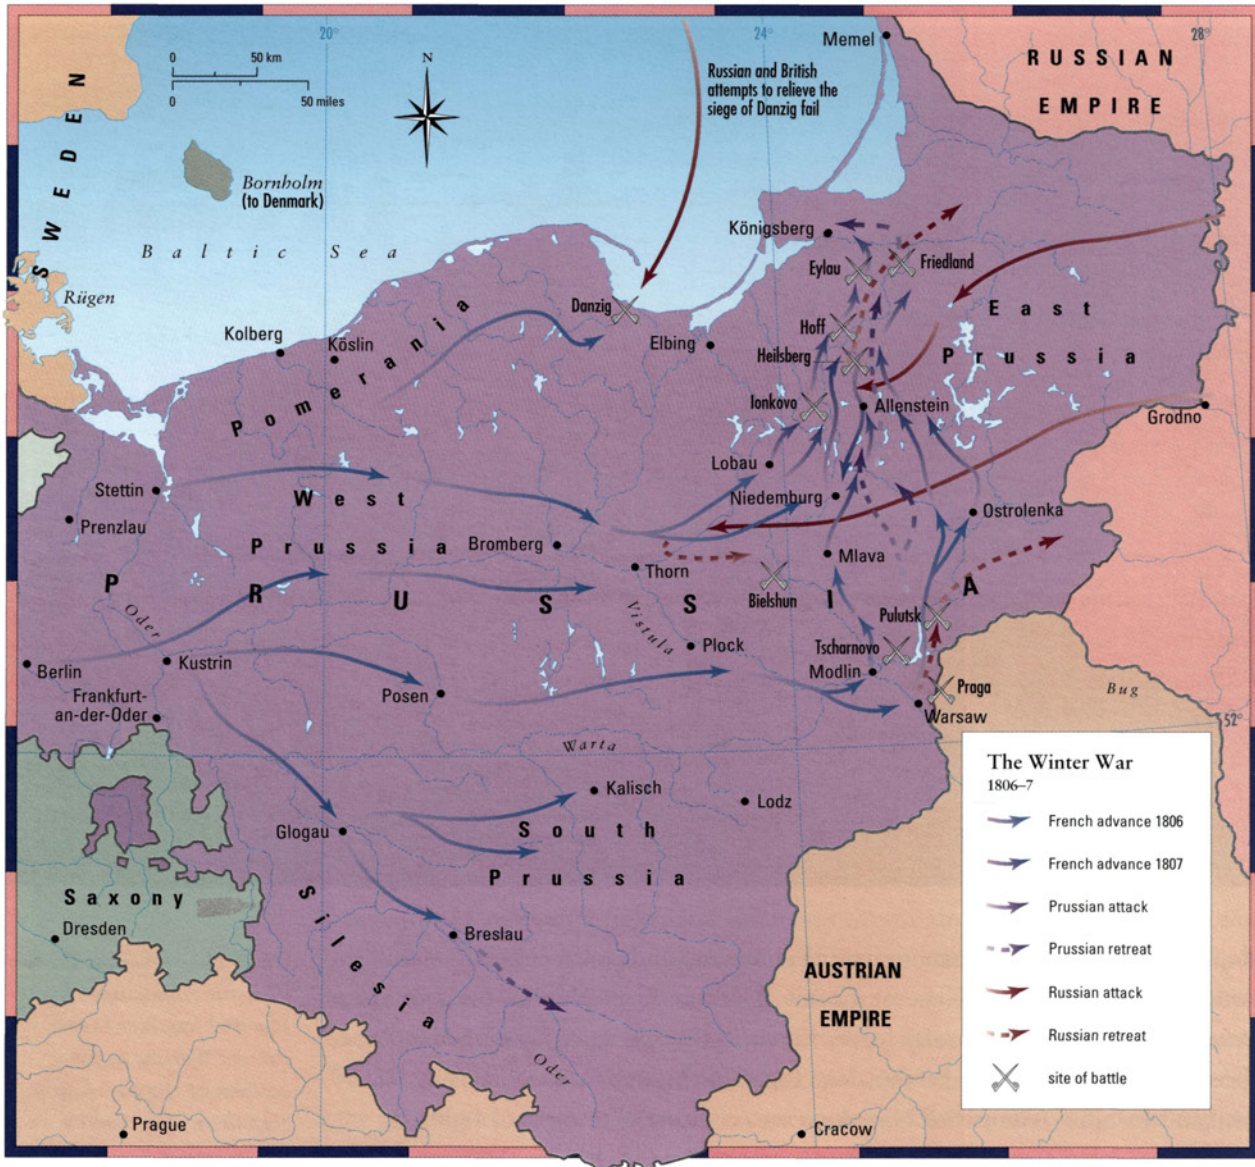 20°
24°
28°
0
50 km
0
50 miles
N
Memel
RUSSIAN
EMPIRE
Russian and British
attempts to relieve the
siege of Danzig fail
SWEDEN
Bornholm
(to Denmark)
Baltic Sea
Rügen
Königsberg
Eylau
Friedland
Danzig
Kolberg
Köslin
Pomerania
Elbing
Hoff
Heilsberg
East
Prussia
Ionkovo
Allenstein
Grodno
Lobau
Stettin
West
Niedemburg
Prenzlau
Ostrolenka
Prussia
Bromberg
Mlava
Thorn
PRUSSIA
Bielshun
Oder
Vistula
Pulutsk
Plock
Tscharnovo
Berlin
Kustrin
Modlin
Posen
Praga
Bug
Frankfurt-
an-der-Oder
Warsaw
52°
Warta
Kalisch
Lodz
Glogau
South
Prussia
Saxony
Silesia
Dresden
Breslau
AUSTRIAN
EMPIRE
Oder
Prague
Cracow
The Winter War
1806–7
French advance 1806
French advance 1807
Prussian attack
Prussian retreat
Russian attack
Russian retreat
site of battle